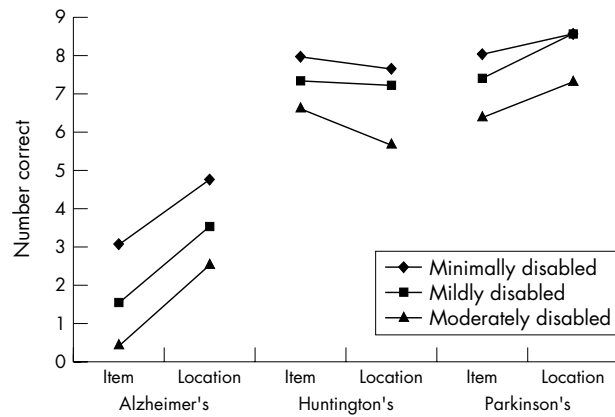 Number correct
9
8
7
6
5
4
3
2
1
0
Minimally disabled
Mildly disabled
Moderately disabled
Item Location Item Location Item Location
Alzheimer's Huntington's Parkinson's